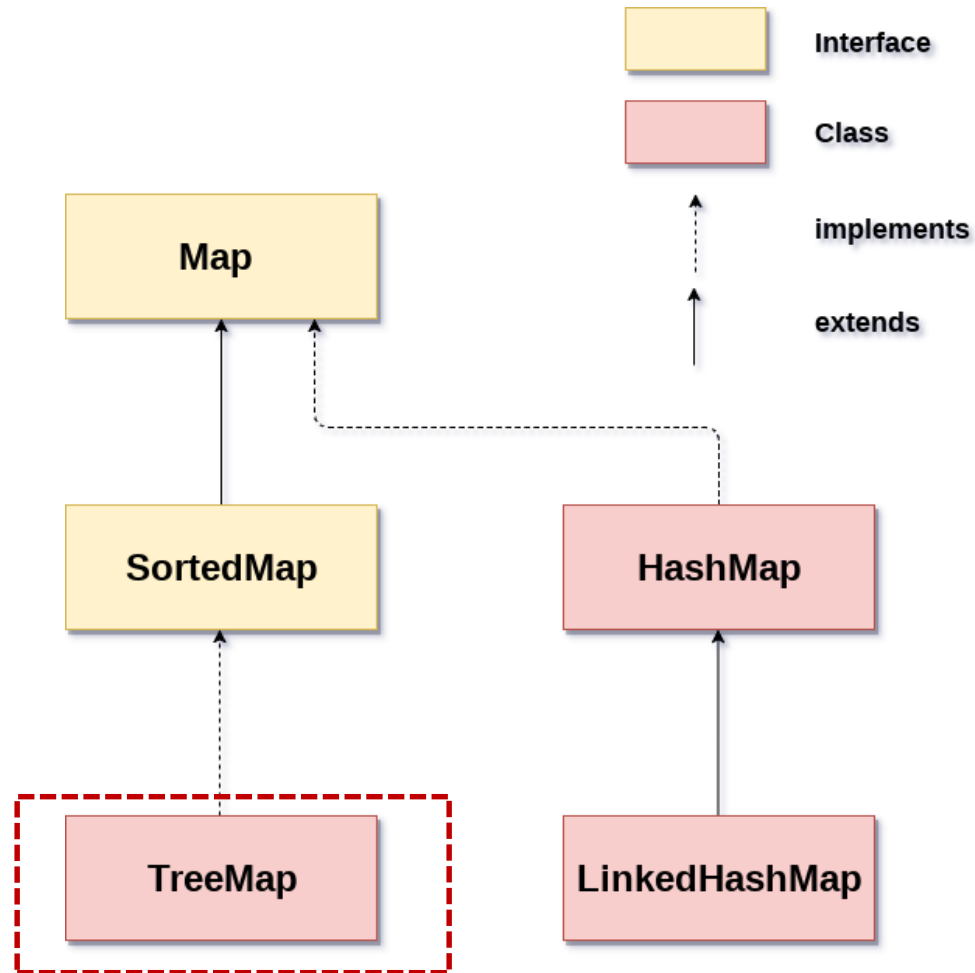 Interface
Class
implements
extends
Map
SortedMap
HashMap
TreeMap
LinkedHashMap